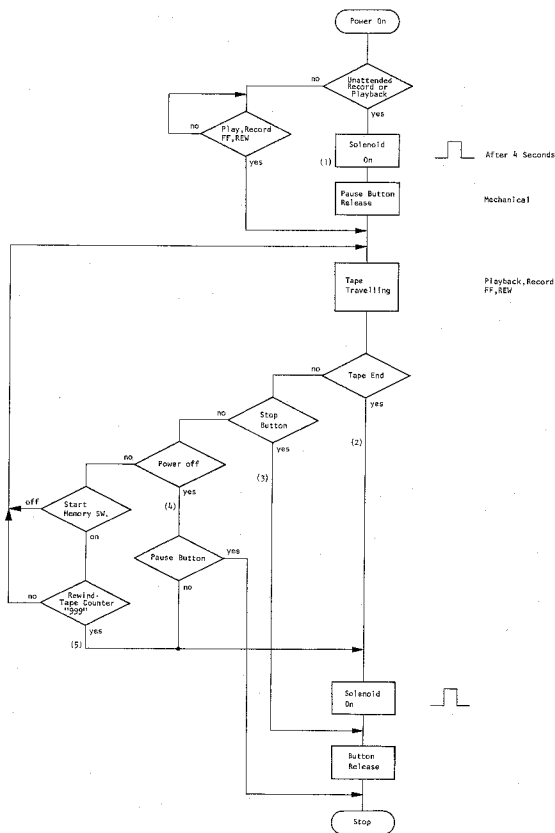 Power On
Unattended
Record or
Playback
no
yes
Play,Record
FF,REW
no
yes
(1)
Solenoid
On
After 4 Seconds
Pause Button
Release
Mechanical
Tape
Travelling
Playback,Record
FF,REW
Tape End
no
yes
(2)
Stop
Button
no
yes
(3)
Power off
no
yes
(4)
Start
Memory SW.
off
on
Pause Button
yes
no
Rewind-
Tape Counter
"999"
no
yes
(5)
Solenoid
On
Button
Release
Stop